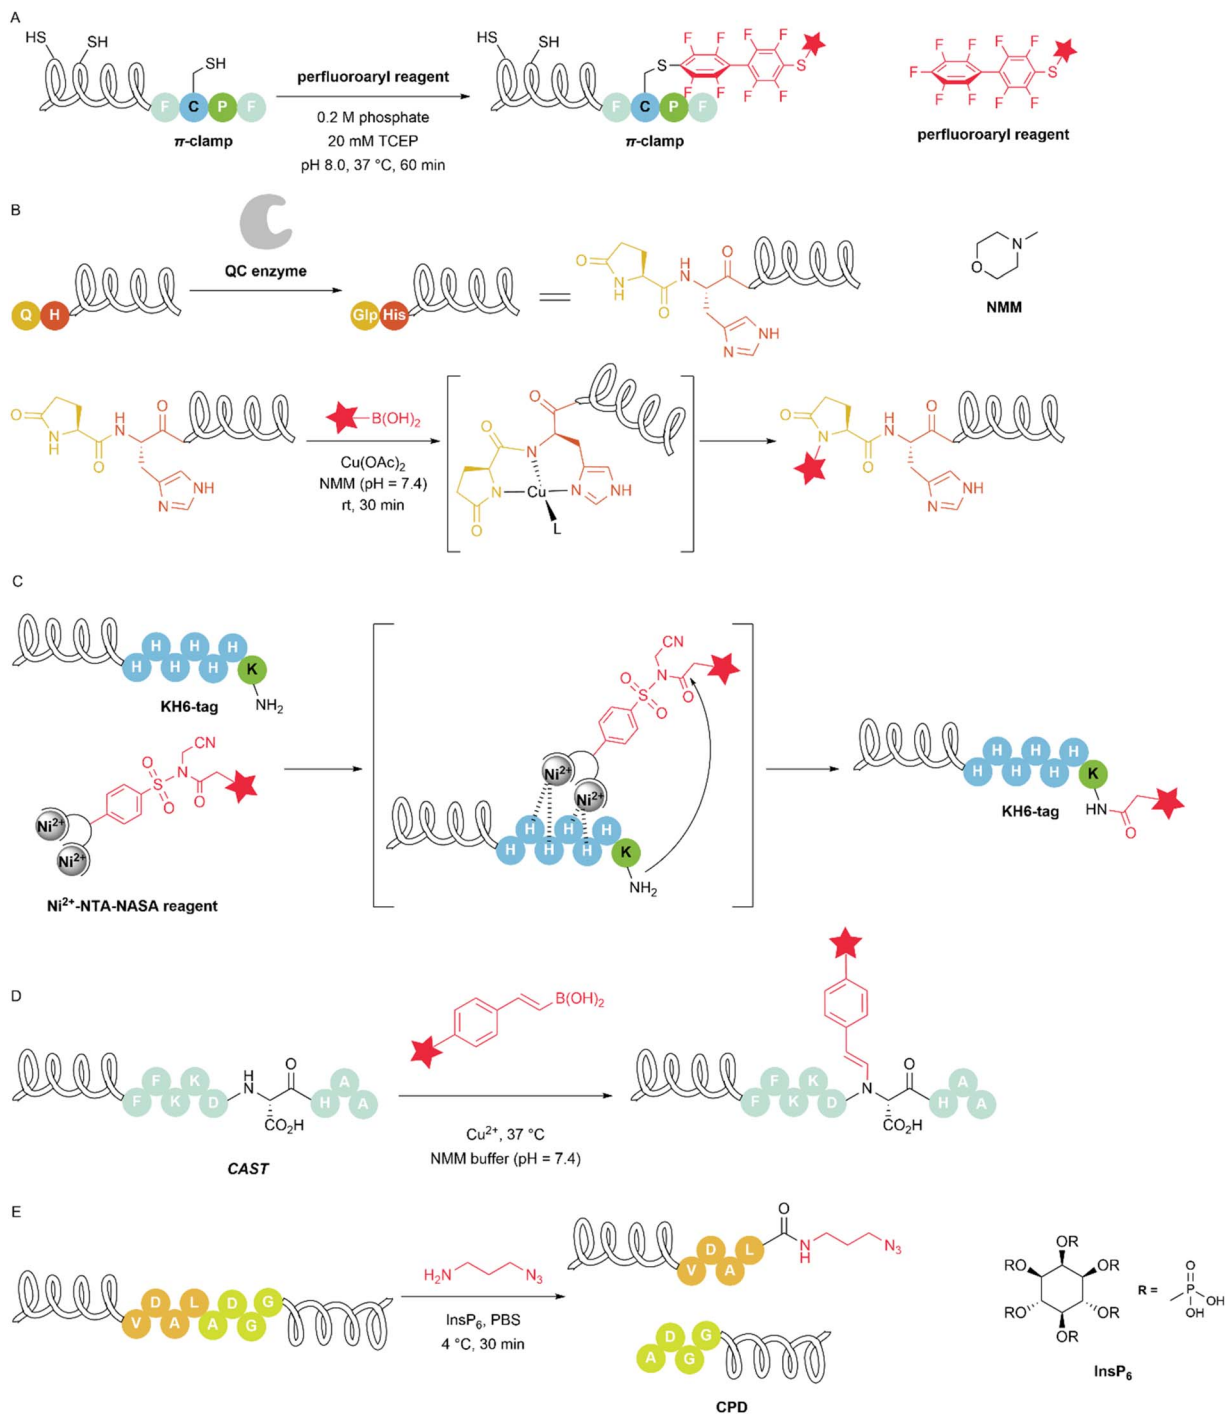 A
HS
SH
SH
F C P F
π-clamp
perfluoroaryl reagent
0.2 M phosphate
20 mM TCEP
pH 8.0, 37 °C, 60 min
HS
SH
S
F F F F
F F F F
S
F C P F
π-clamp
F F F F
F
F F F F
S
perfluoroaryl reagent
B
QC enzyme
Q H
Glp His
O
N
H
O
H
N
O
N
NH
N
O
NMM
O
N
H
O
H
N
O
N
NH
B(OH)2
Cu(OAc)2
NMM (pH = 7.4)
rt, 30 min
O
O
N
N
Cu
N
NH
O
L
O
N
O
H
N
O
N
NH
C
H H H
H H H
K
NH2
KH6-tag
CN
O
S
N
O
O
Ni2+
Ni2+
Ni2+-NTA-NASA reagent
CN
O
N
S
O
O
Ni2+
Ni2+
H H H
H H H
K
NH2
H H H
H H H
K
HN
O
KH6-tag
D
F K
F K D
H
N
O
CO2H
A
H A
CAST
B(OH)2
Cu2+, 37 °C
NMM buffer (pH = 7.4)
F K
F K D
N
O
CO2H
A
H A
E
D L D G
V A A G
H2N
N3
InsP6, PBS
4 °C, 30 min
D L
V A
O
N
H
N3
D G
A G
CPD
OR
RO
OR
RO
OR
OR
R =
O
P
OH
OH
InsP6